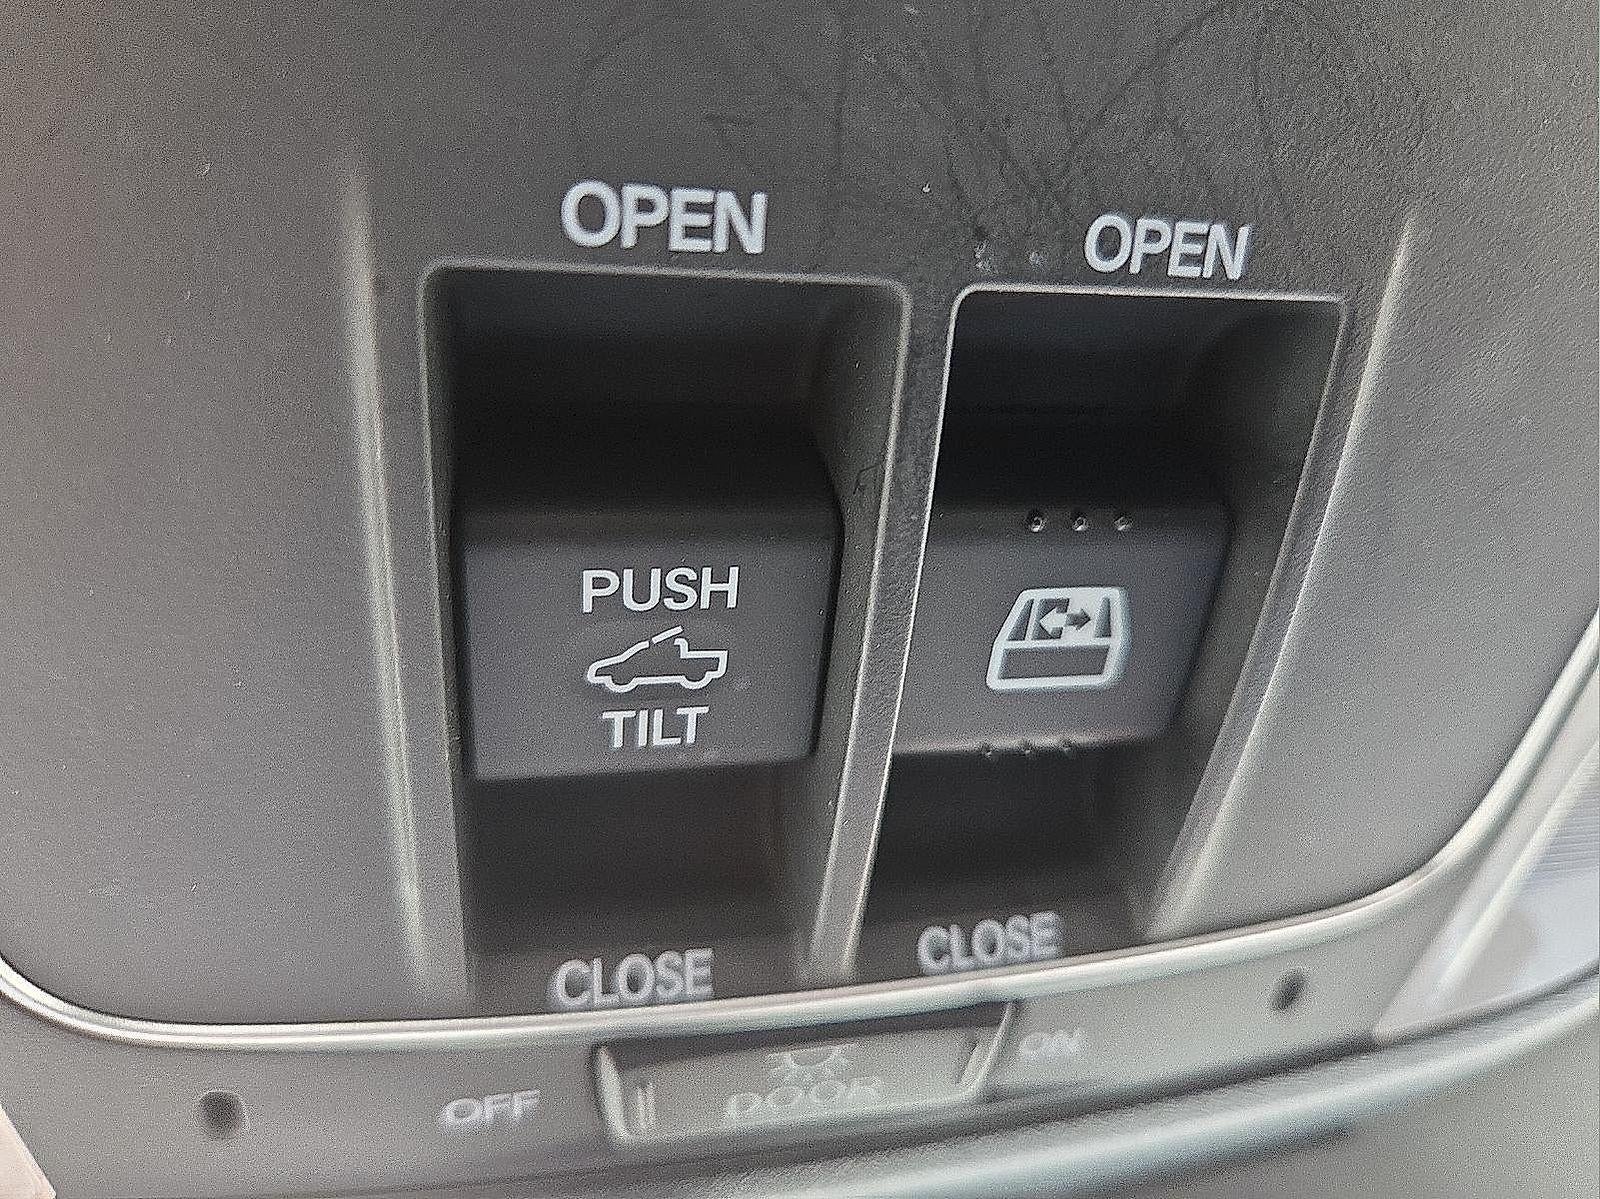 OPEN
OPEN
PUSH
TILT
CLOSE
CLOSE
OFF
DOOR
ON